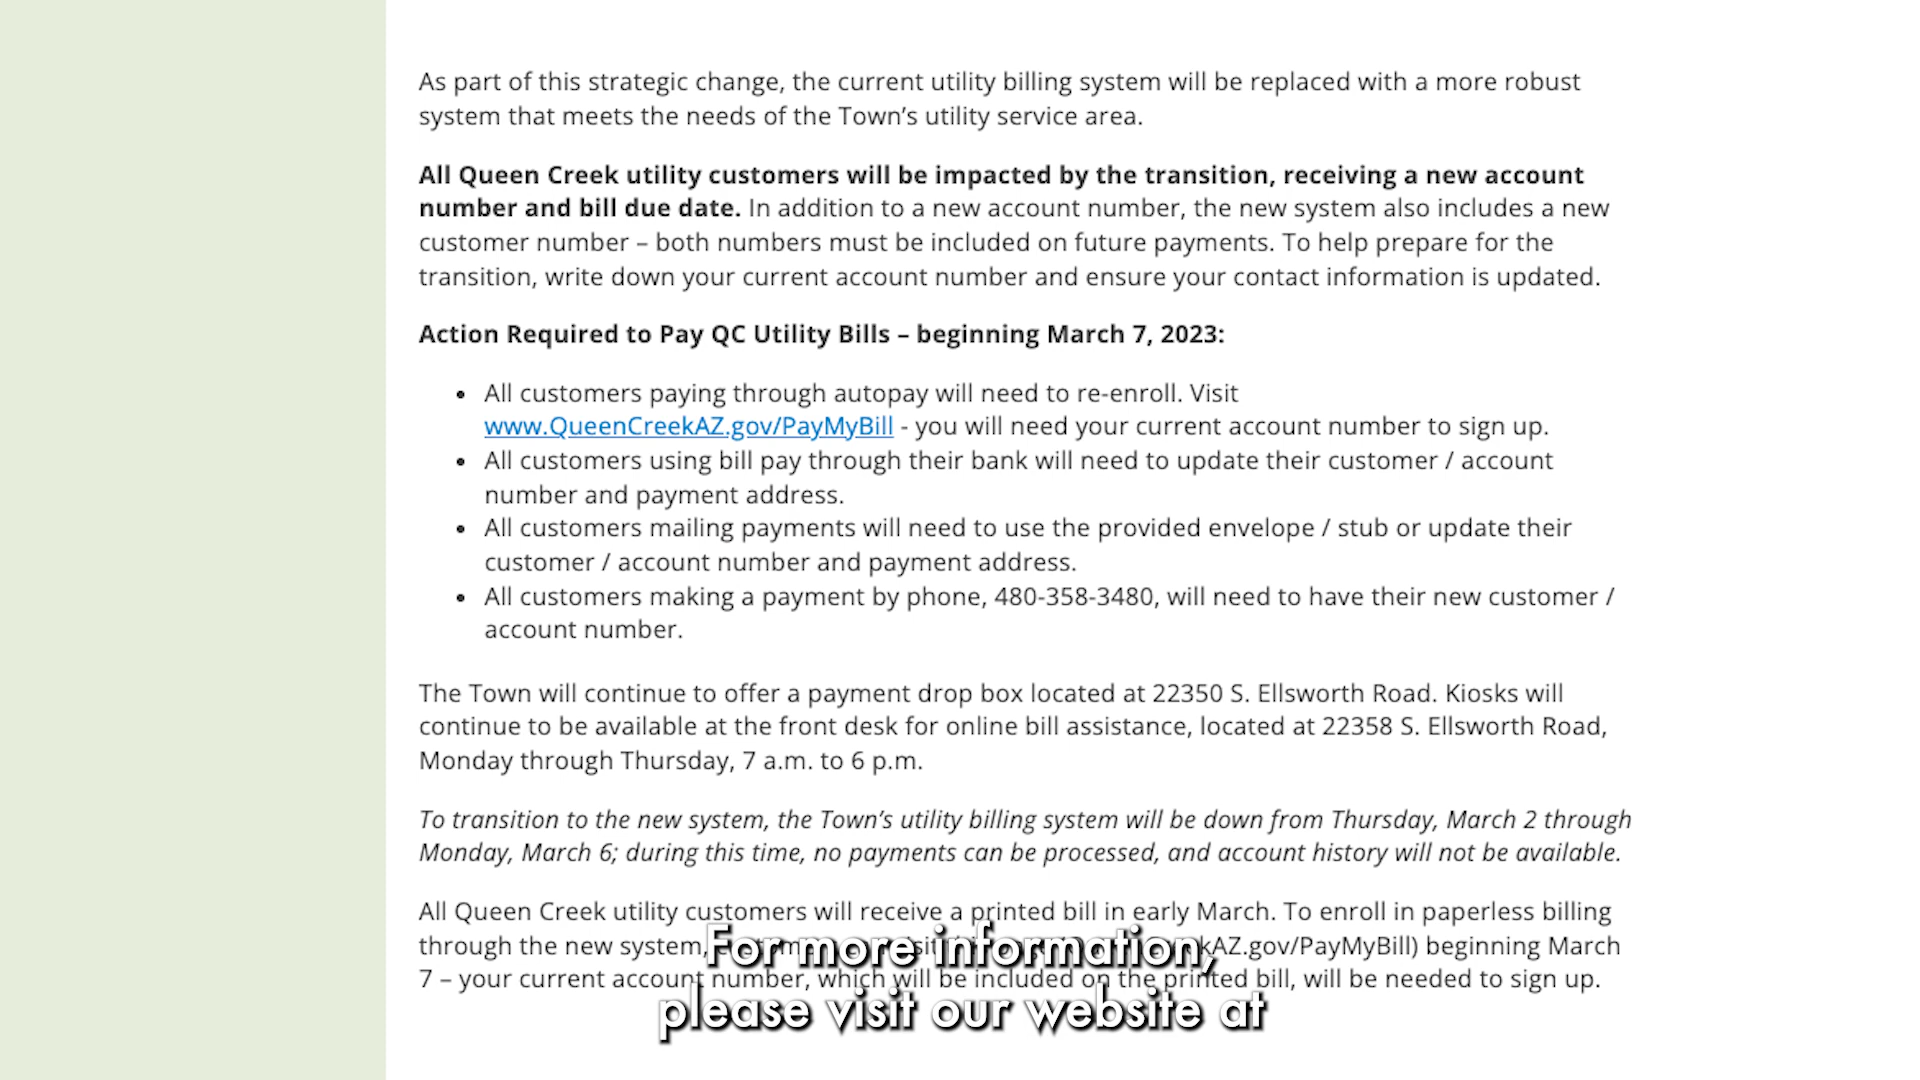 As part of this strategic change, the current utility billing system will be replaced with a more robust
system that meets the needs of the Town’s utility service area.
All Queen Creek utility customers will be impacted by the transition, receiving a new account
number and bill due date. In addition to a new account number, the new system also includes a new
customer number – both numbers must be included on future payments. To help prepare for the
transition, write down your current account number and ensure your contact information is updated.
Action Required to Pay QC Utility Bills – beginning March 7, 2023:
• All customers paying through autopay will need to re-enroll. Visit
www.QueenCreekAZ.gov/PayMyBill - you will need your current account number to sign up.
• All customers using bill pay through their bank will need to update their customer / account
number and payment address.
• All customers mailing payments will need to use the provided envelope / stub or update their
customer / account number and payment address.
• All customers making a payment by phone, 480-358-3480, will need to have their new customer /
account number.
The Town will continue to offer a payment drop box located at 22350 S. Ellsworth Road. Kiosks will
continue to be available at the front desk for online bill assistance, located at 22358 S. Ellsworth Road,
Monday through Thursday, 7 a.m. to 6 p.m.
To transition to the new system, the Town’s utility billing system will be down from Thursday, March 2 through
Monday, March 6; during this time, no payments can be processed, and account history will not be available.
All Queen Creek utility customers will receive a printed bill in early March. To enroll in paperless billing
through the new system, kAZ.gov/PayMyBill) beginning March
7 – your current account number, which will be included on the printed bill, will be needed to sign up.
For more information,
please visit our website at